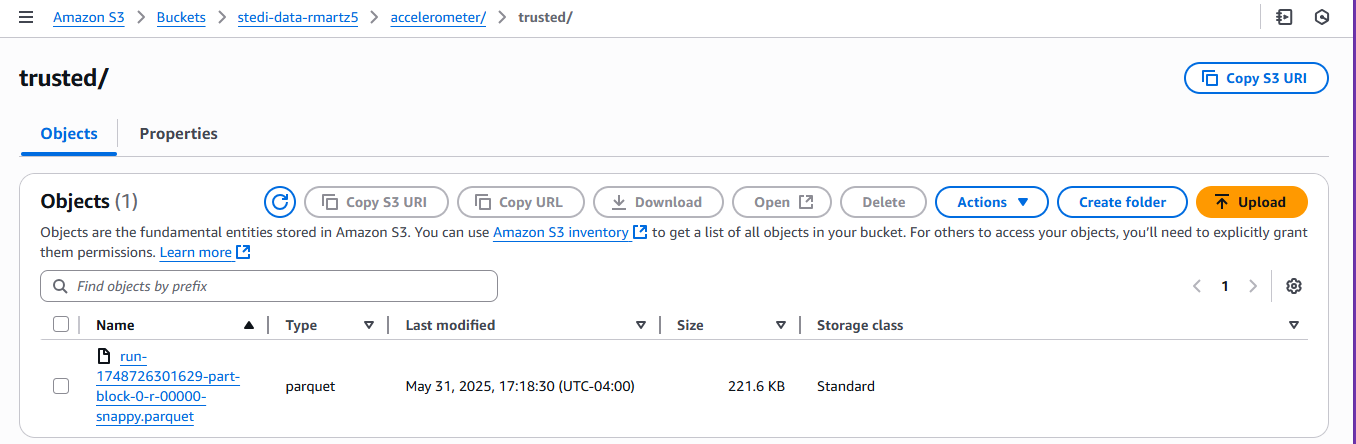 Amazon S3 > Buckets > stedi-data-rmartz5 > accelerometer/ > trusted/
trusted/
Copy S3 URI
Objects
Properties
Objects (1)
Copy S3 URI
Copy URL
Download
Open
Delete
Actions
Create folder
Upload
Objects are the fundamental entities stored in Amazon S3. You can use Amazon S3 inventory to get a list of all objects in your bucket. For others to access your objects, you'll need to explicitly grant
them permissions. Learn more
Find objects by prefix
1
Name
Type
Last modified
Size
Storage class
run-
1748726301629-part-
block-0-r-00000-
snappy.parquet
parquet
May 31, 2025, 17:18:30 (UTC-04:00)
221.6 KB
Standard